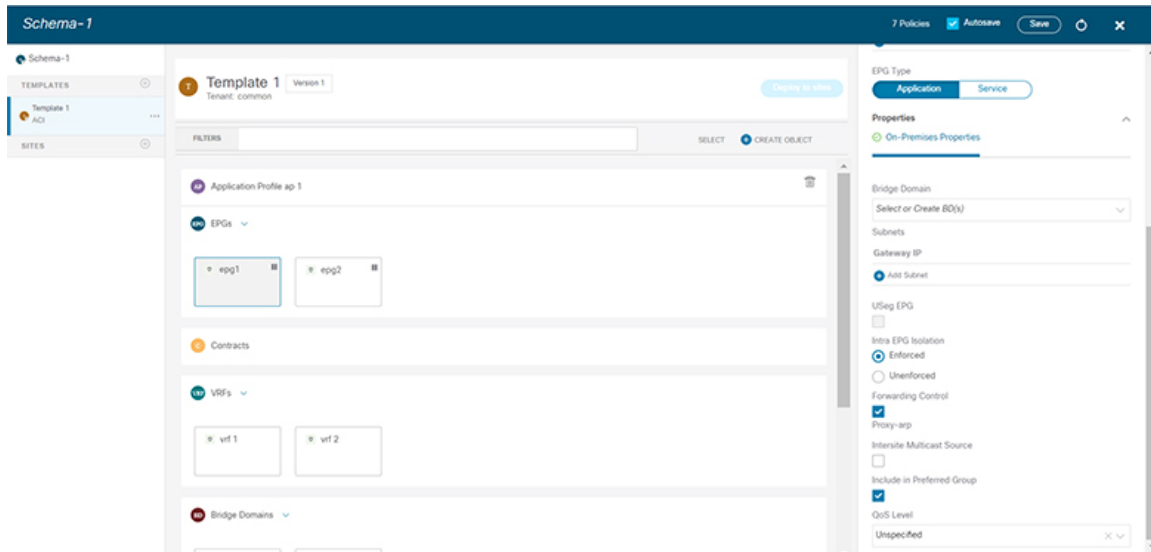 Schema-1
7 Policies
Autosave
Save
Schema-1
TEMPLATES
Template 1
ACI
SITES
T
Template 1
Version 1
Tenant: common
Deploy to sites
FILTERS
SELECT
CREATE OBJECT
AP
Application Profile ap 1
EPG
EPGs
epg1
epg2
C
Contracts
VRF
VRFs
vrf 1
vrf 2
BD
Bridge Domains
EPG Type
Application
Service
Properties
On-Premises Properties
Bridge Domain
Select or Create BD(s)
Subnets
Gateway IP
Add Subnet
USeg EPG
Intra EPG Isolation
Enforced
Unenforced
Forwarding Control
Proxy-arp
Intersite Multicast Source
Include in Preferred Group
QoS Level
Unspecified